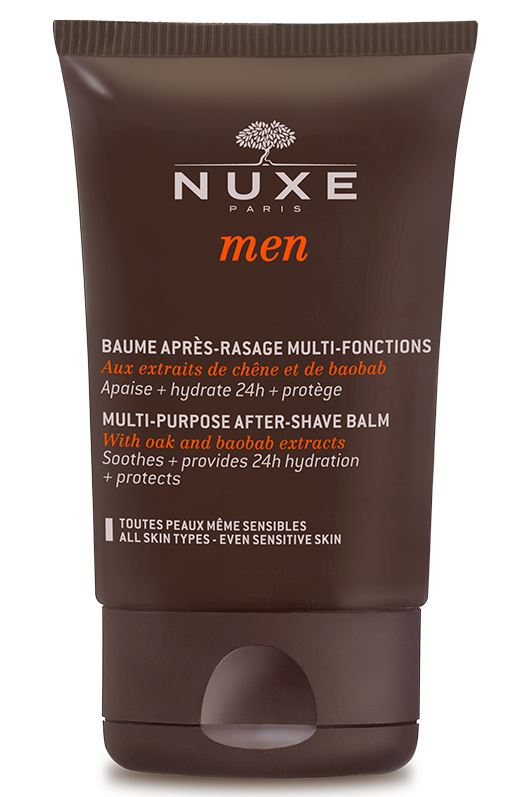 NUXE
PARIS
men
BAUME APRÈS-RASAGE MULTI-FONCTIONS
Aux extraits de chêne et de baobab
Apaise + hydrate 24h + protège
MULTI-PURPOSE AFTER-SHAVE BALM
With oak and baobab extracts
Soothes + provides 24h hydration
+ protects
TOUTES PEAUX MÊME SENSIBLES
ALL SKIN TYPES - EVEN SENSITIVE SKIN